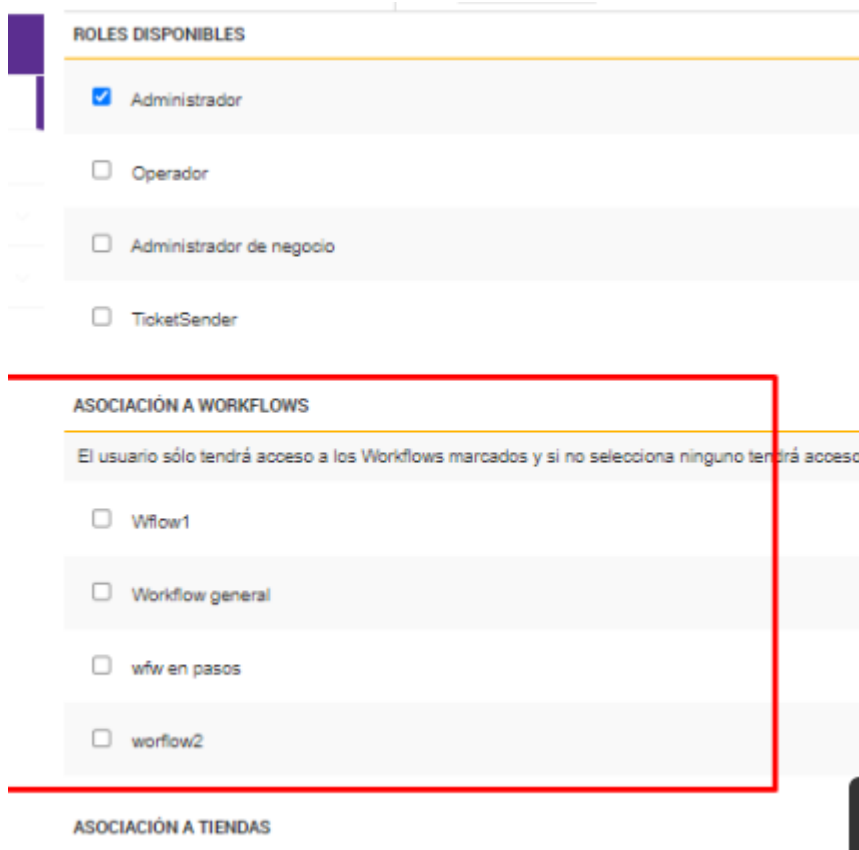 ROLES DISPONIBLES
Administrador
Operador
Administrador de negocio
TicketSender
ASOCIACIÓN A WORKFLOWS
El usuario sólo tendrá acceso a los Workflows marcados y si no selecciona ninguno tendrá acceso
Wflow1
Workflow general
wfw en pasos
worflow2
ASOCIACIÓN A TIENDAS